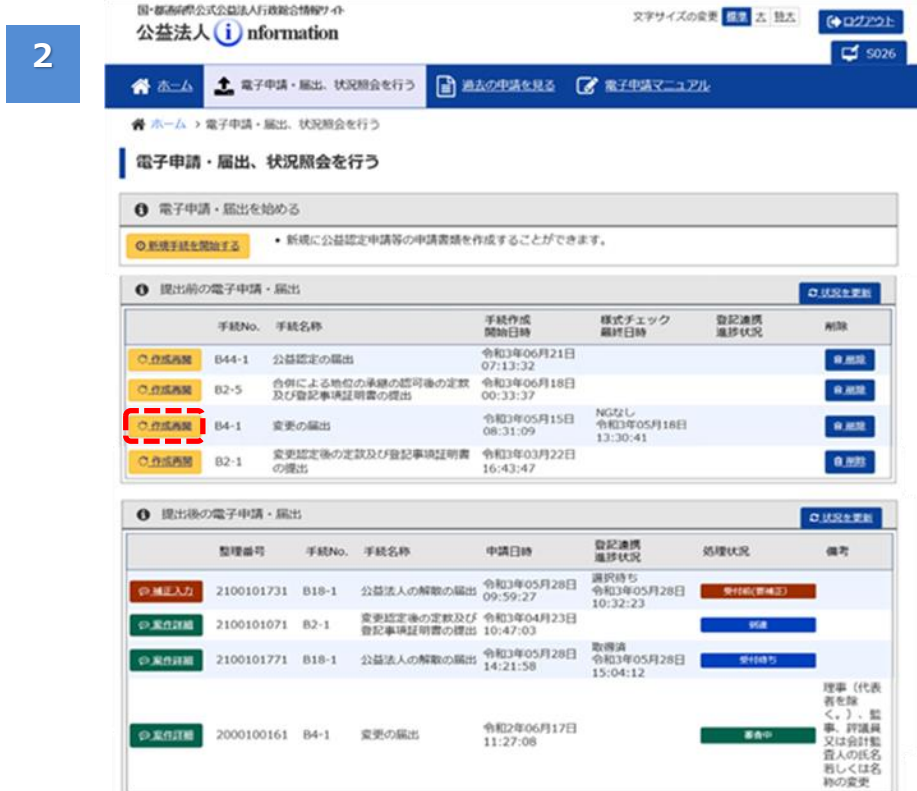 2
国・都道府県公式公益法人行政総合情報サイト
公益法人 i nformation
文字サイズの変更 標準 大 特大
ログアウト
S026
ホーム
電子申請・届出、状況照会を行う
過去の申請を見る
電子申請マニュアル
ホーム > 電子申請・届出、状況照会を行う
電子申請・届出、状況照会を行う
電子申請・届出を始める
新規手続を開始する
・新規に公益認定申請等の申請書類を作成することができます。
提出前の電子申請・届出
状況を更新
手続No. 手続名称 手続作成開始日時 様式チェック最終日時 登記連携進捗状況 削除
作成再開 B44-1 公益認定の届出 令和3年06月21日 07:13:32 削除
作成再開 B2-5 合併による地位の承継の認可後の定款及び登記事項証明書の提出 令和3年06月18日 00:33:37 削除
作成再開 B4-1 変更の届出 令和3年05月15日 08:31:09 NGなし 令和3年05月18日 13:30:41 削除
作成再開 B2-1 変更認定後の定款及び登記事項証明書の提出 令和3年03月22日 16:43:47 削除
提出後の電子申請・届出
状況を更新
整理番号 手続No. 手続名称 申請日時 登記連携進捗状況 処理状況 備考
補正入力 2100101731 B18-1 公益法人の解散の届出 令和3年05月28日 09:59:27 選択待ち 令和3年05月28日 10:32:23 受付前(要補正)
案件詳細 2100101071 B2-1 変更認定後の定款及び登記事項証明書の提出 令和3年04月23日 10:47:03 到達
案件詳細 2100101771 B18-1 公益法人の解散の届出 令和3年05月28日 14:21:58 取得済 令和3年05月28日 15:04:12 受付待ち
案件詳細 2000100161 B4-1 変更の届出 令和2年06月17日 11:27:08 審査中
理事（代表
者を除
く。）、監
事、評議員
又は会計監
査人の氏名
若しくは名
称の変更